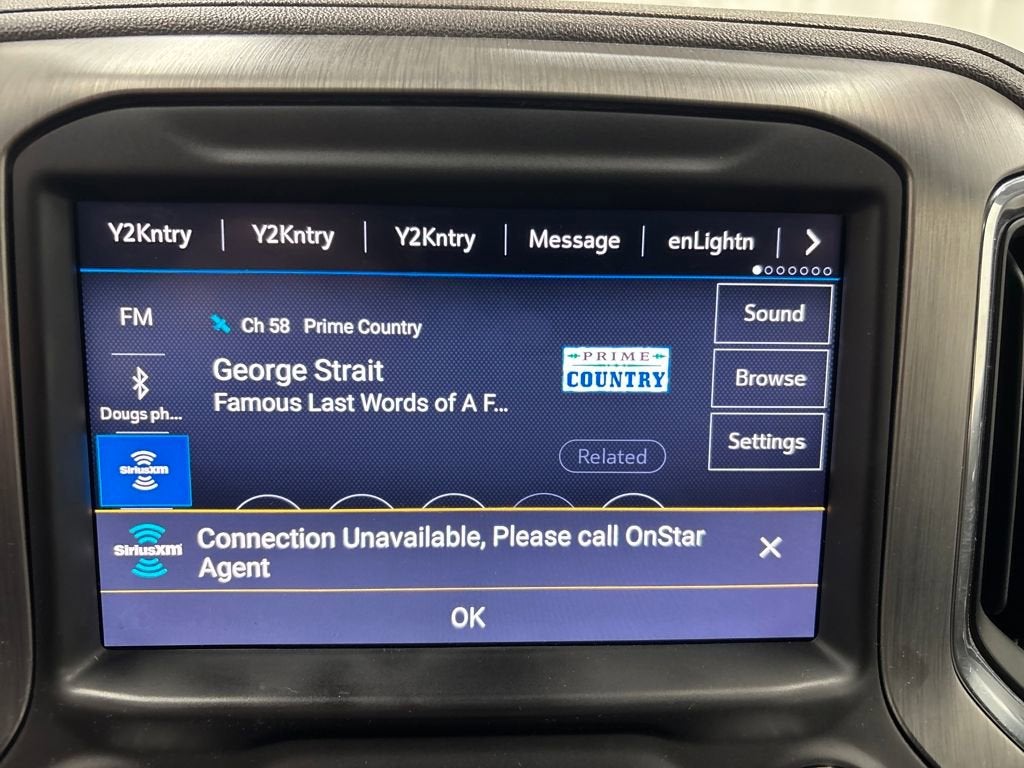 Y2Kntry Y2Kntry Y2Kntry Message enLightn
FM
Ch 58 Prime Country
Sound
George Strait
Famous Last Words of A F...
PRIME
COUNTRY
Browse
Dougs ph...
Settings
Related
SiriusXM
SiriusXM
Connection Unavailable, Please call OnStar
Agent
OK